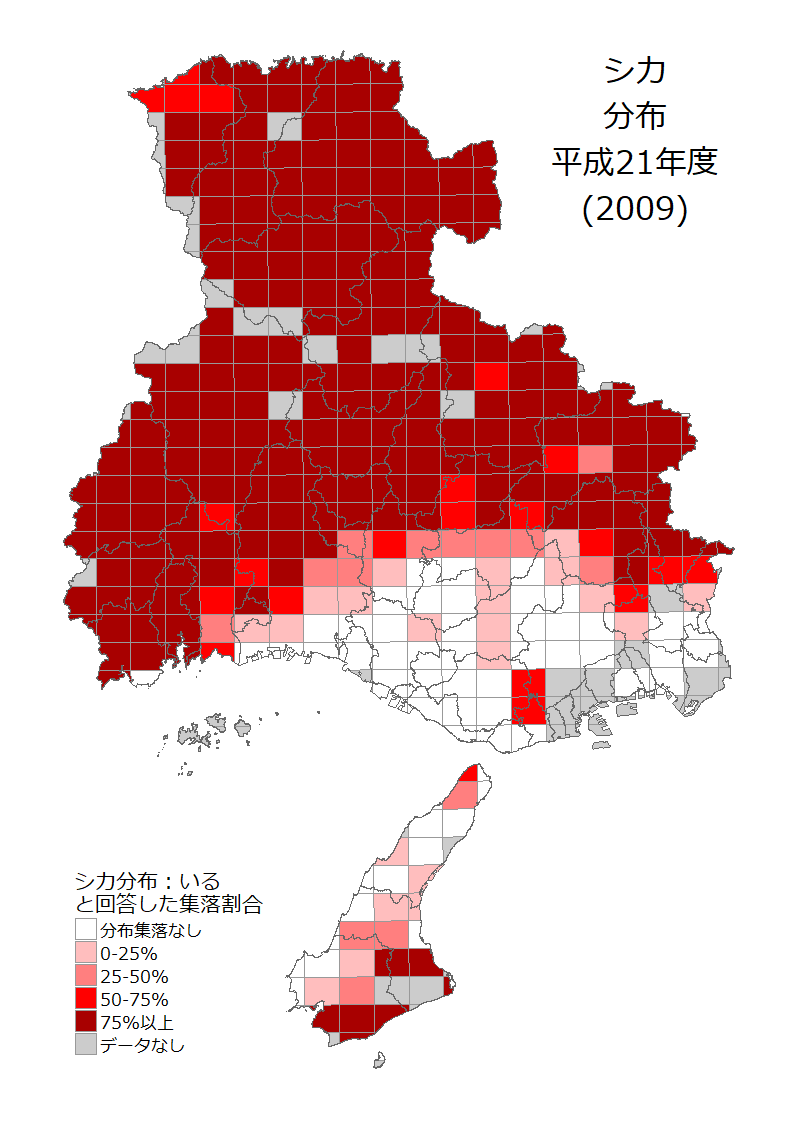 シカ
分布
平成21年度
(2009)
シカ分布：いる
と回答した集落割合
分布集落なし
0-25%
25-50%
50-75%
75%以上
データなし